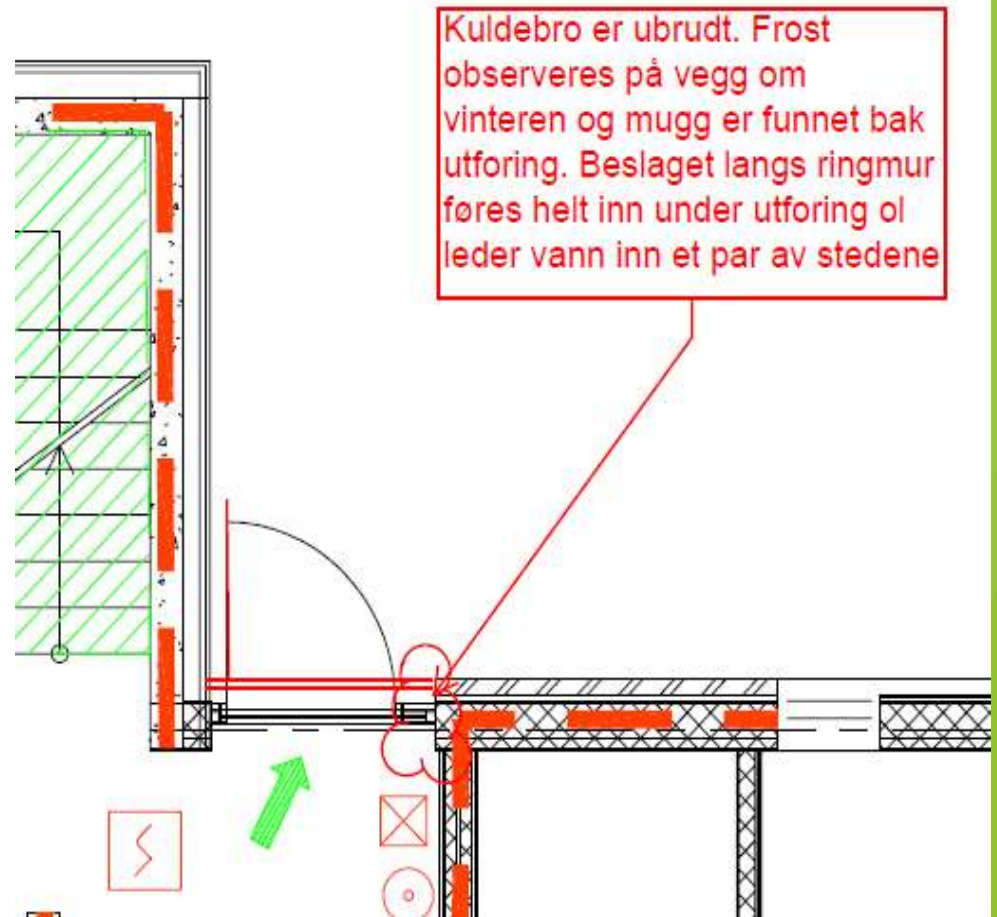 Kuldebro er ubrudt. Frost
observeres på vegg om
vinteren og mugg er funnet bak
utforing. Beslaget langs ringmur
føres helt inn under utforing ol
leder vann inn et par av stedene